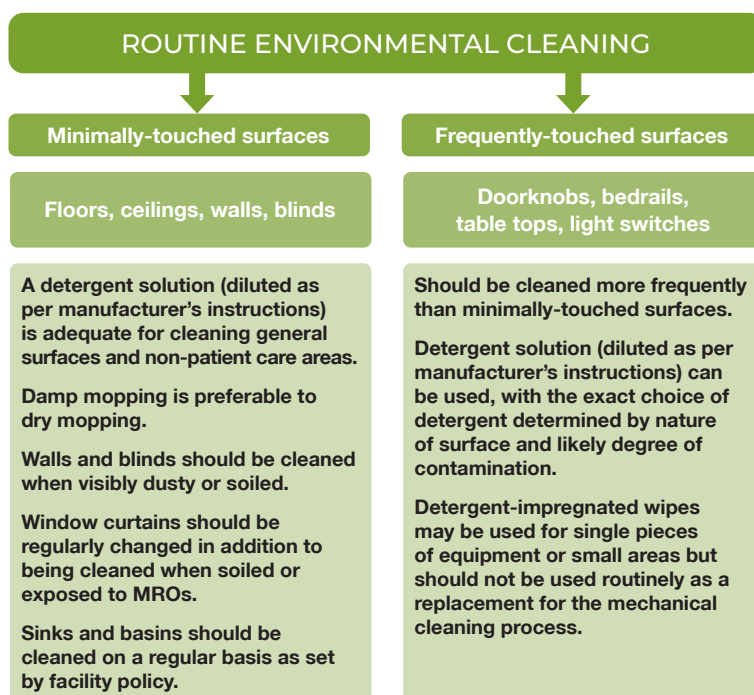 ROUTINE ENVIRONMENTAL CLEANING
Minimally-touched surfaces
Floors, ceilings, walls, blinds
A detergent solution (diluted as
per manufacturer’s instructions)
is adequate for cleaning general
surfaces and non-patient care areas.
Damp mopping is preferable to
dry mopping.
Walls and blinds should be cleaned
when visibly dusty or soiled.
Window curtains should be
regularly changed in addition to
being cleaned when soiled or
exposed to MROs.
Sinks and basins should be
cleaned on a regular basis as set
by facility policy.
Frequently-touched surfaces
Doorknobs, bedrails,
table tops, light switches
Should be cleaned more frequently
than minimally-touched surfaces.
Detergent solution (diluted as per
manufacturer’s instructions) can
be used, with the exact choice of
detergent determined by nature
of surface and likely degree of
contamination.
Detergent-impregnated wipes
may be used for single pieces
of equipment or small areas but
should not be used routinely as a
replacement for the mechanical
cleaning process.